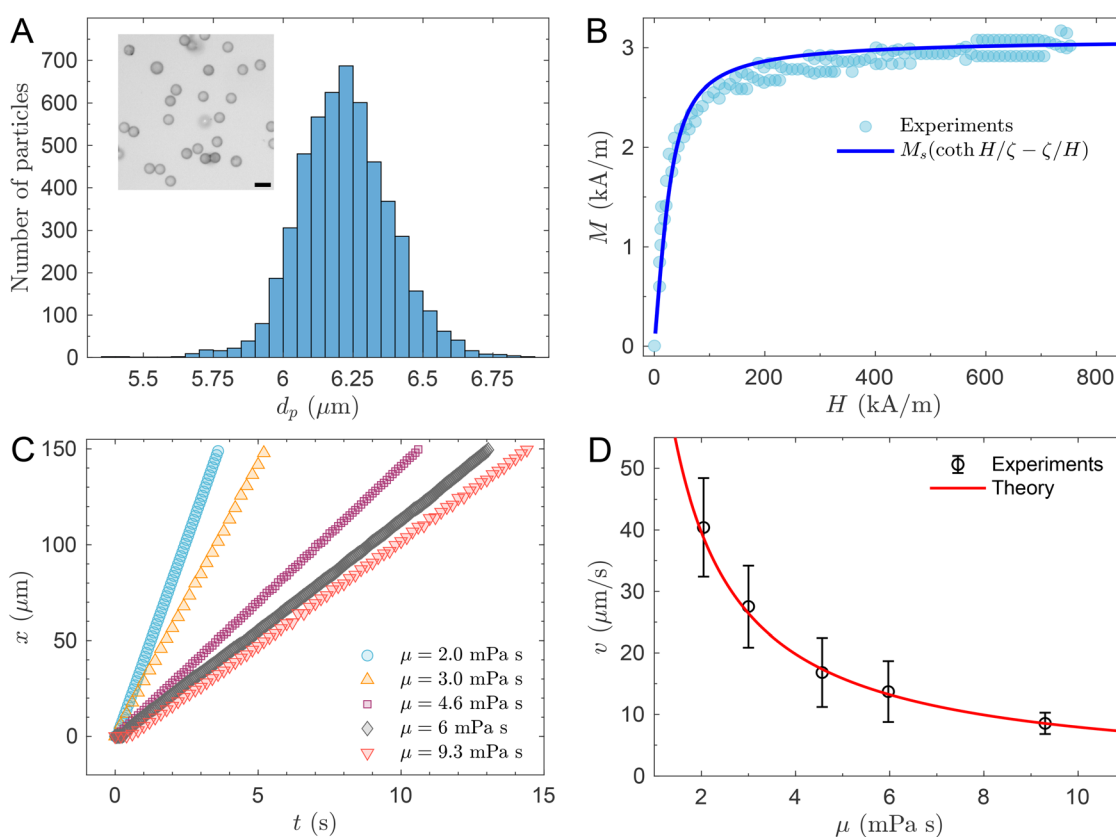 A
Number of particles
700
600
500
400
300
200
100
0
5.5 5.75 6 6.25 6.5 6.75
d_p (μm)
B
M (kA/m)
3
2
1
0
Experiments
M_s(coth H/ζ − ζ/H)
0 200 400 600 800
H (kA/m)
C
x (μm)
150
100
50
0
μ = 2.0 mPa s
μ = 3.0 mPa s
μ = 4.6 mPa s
μ = 6 mPa s
μ = 9.3 mPa s
0 5 10 15
t (s)
D
v (μm/s)
50
40
30
20
10
0
Experiments
Theory
2 4 6 8 10
μ (mPa s)